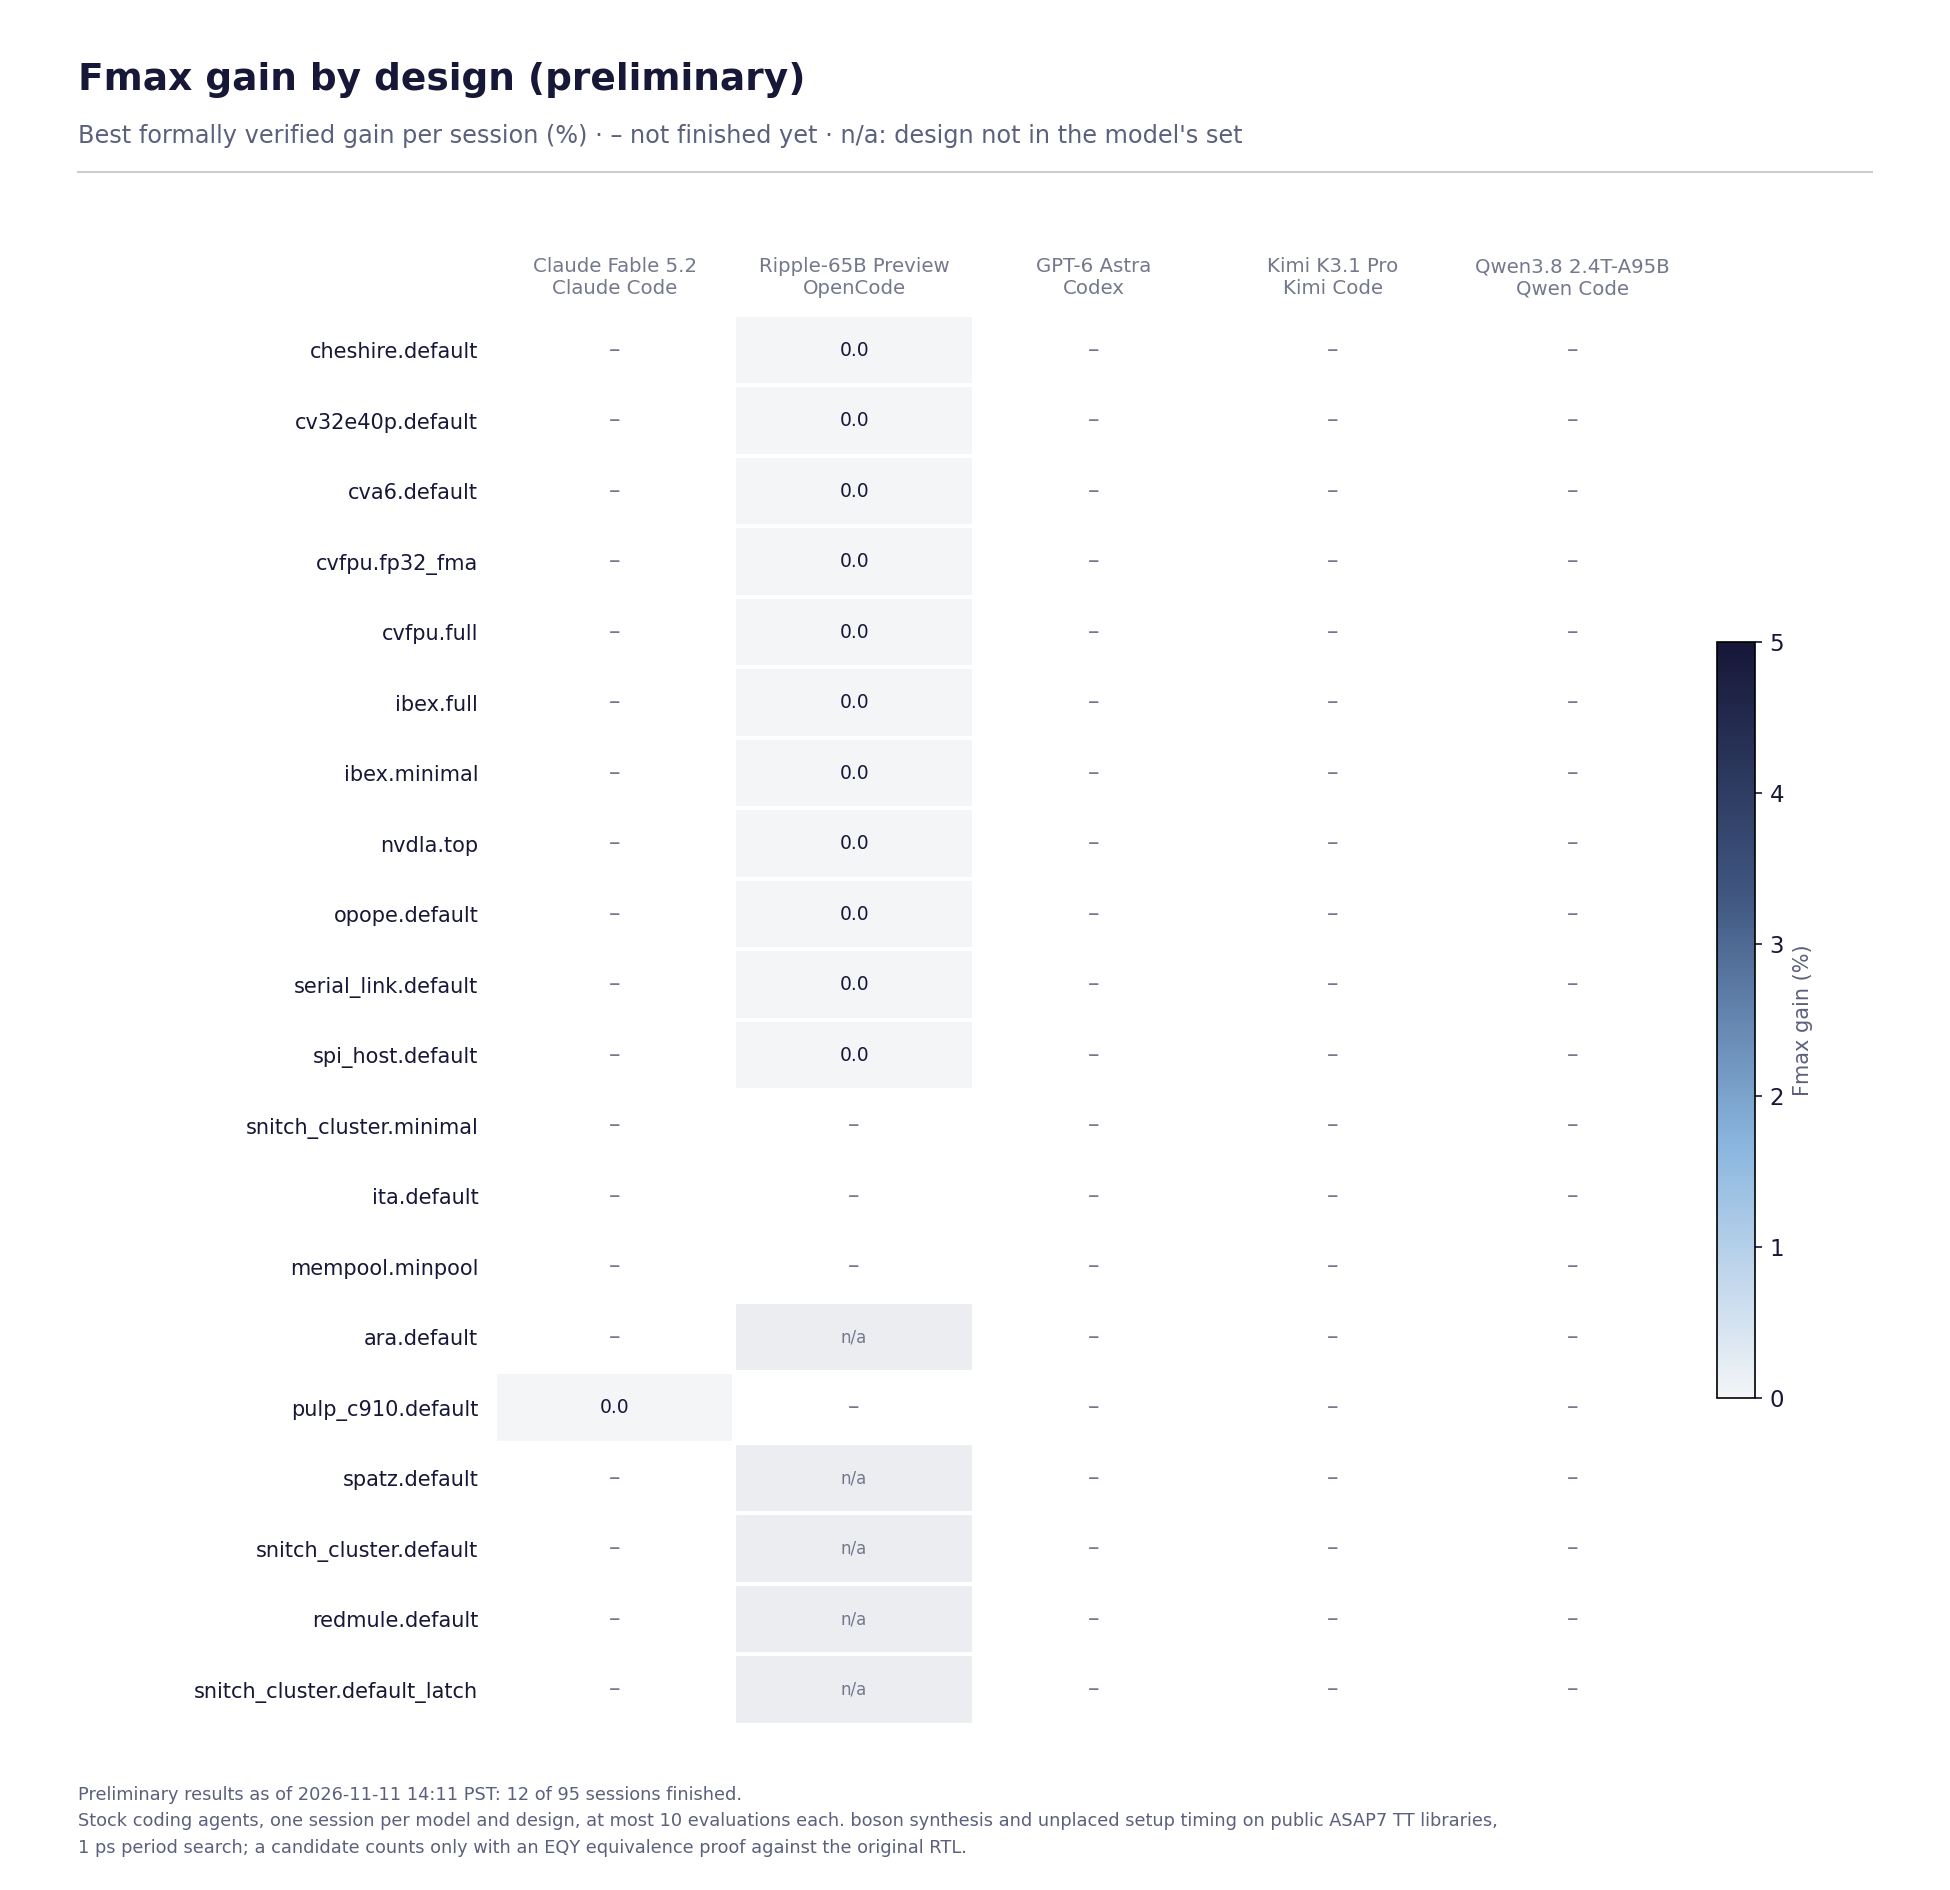 Fmax gain by design (preliminary)
Best formally verified gain per session (%) · – not finished yet · n/a: design not in the model's set
Claude Fable 5.2 Ripple-65B Preview GPT-6 Astra Kimi K3.1 Pro Qwen3.8 2.4T-A95B
Claude Code OpenCode Codex Kimi Code Qwen Code
cheshire.default – 0.0 – – –
cv32e40p.default – 0.0 – – –
cva6.default – 0.0 – – –
cvfpu.fp32_fma – 0.0 – – –
cvfpu.full – 0.0 – – –
ibex.full – 0.0 – – –
ibex.minimal – 0.0 – – –
nvdla.top – 0.0 – – –
opope.default – 0.0 – – –
serial_link.default – 0.0 – – –
spi_host.default – 0.0 – – –
snitch_cluster.minimal – – – – –
ita.default – – – – –
mempool.minpool – – – – –
ara.default – n/a – – –
pulp_c910.default 0.0 – – – –
spatz.default – n/a – – –
snitch_cluster.default – n/a – – –
redmule.default – n/a – – –
snitch_cluster.default_latch – n/a – – –
5
4
3
2
1
0
Fmax gain (%)
Preliminary results as of 2026-11-11 14:11 PST: 12 of 95 sessions finished.
Stock coding agents, one session per model and design, at most 10 evaluations each. boson synthesis and unplaced setup timing on public ASAP7 TT libraries,
1 ps period search; a candidate counts only with an EQY equivalence proof against the original RTL.